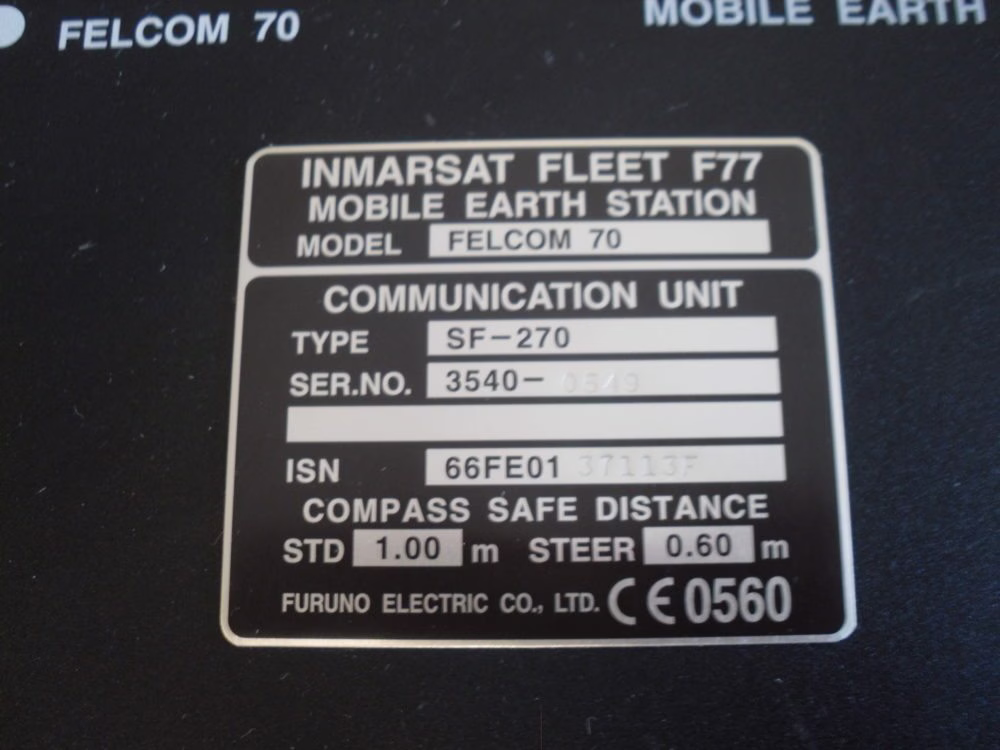 FELCOM 70
MOBILE EARTH
INMARSAT FLEET F77
MOBILE EARTH STATION
MODEL FELCOM 70
COMMUNICATION UNIT
TYPE SF-270
SER.NO. 3540-
ISN 66FE01
COMPASS SAFE DISTANCE
STD 1.00 m STEER 0.60 m
FURUNO ELECTRIC CO., LTD. CE 0560